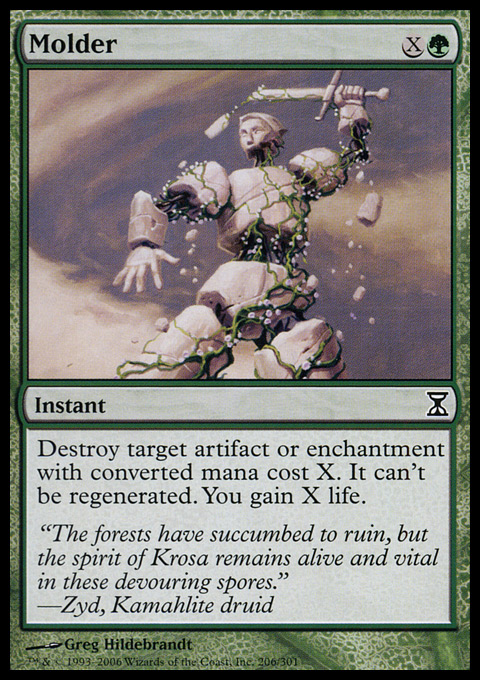 Molder X
Instant
Destroy target artifact or enchantment
with converted mana cost X. It can't
be regenerated. You gain X life.
“The forests have succumbed to ruin, but
the spirit of Krosa remains alive and vital
in these devouring spores.”
—Zyd, Kamahlite druid
Greg Hildebrandt
™ & © 1993–2006 Wizards of the Coast, Inc. 206/301